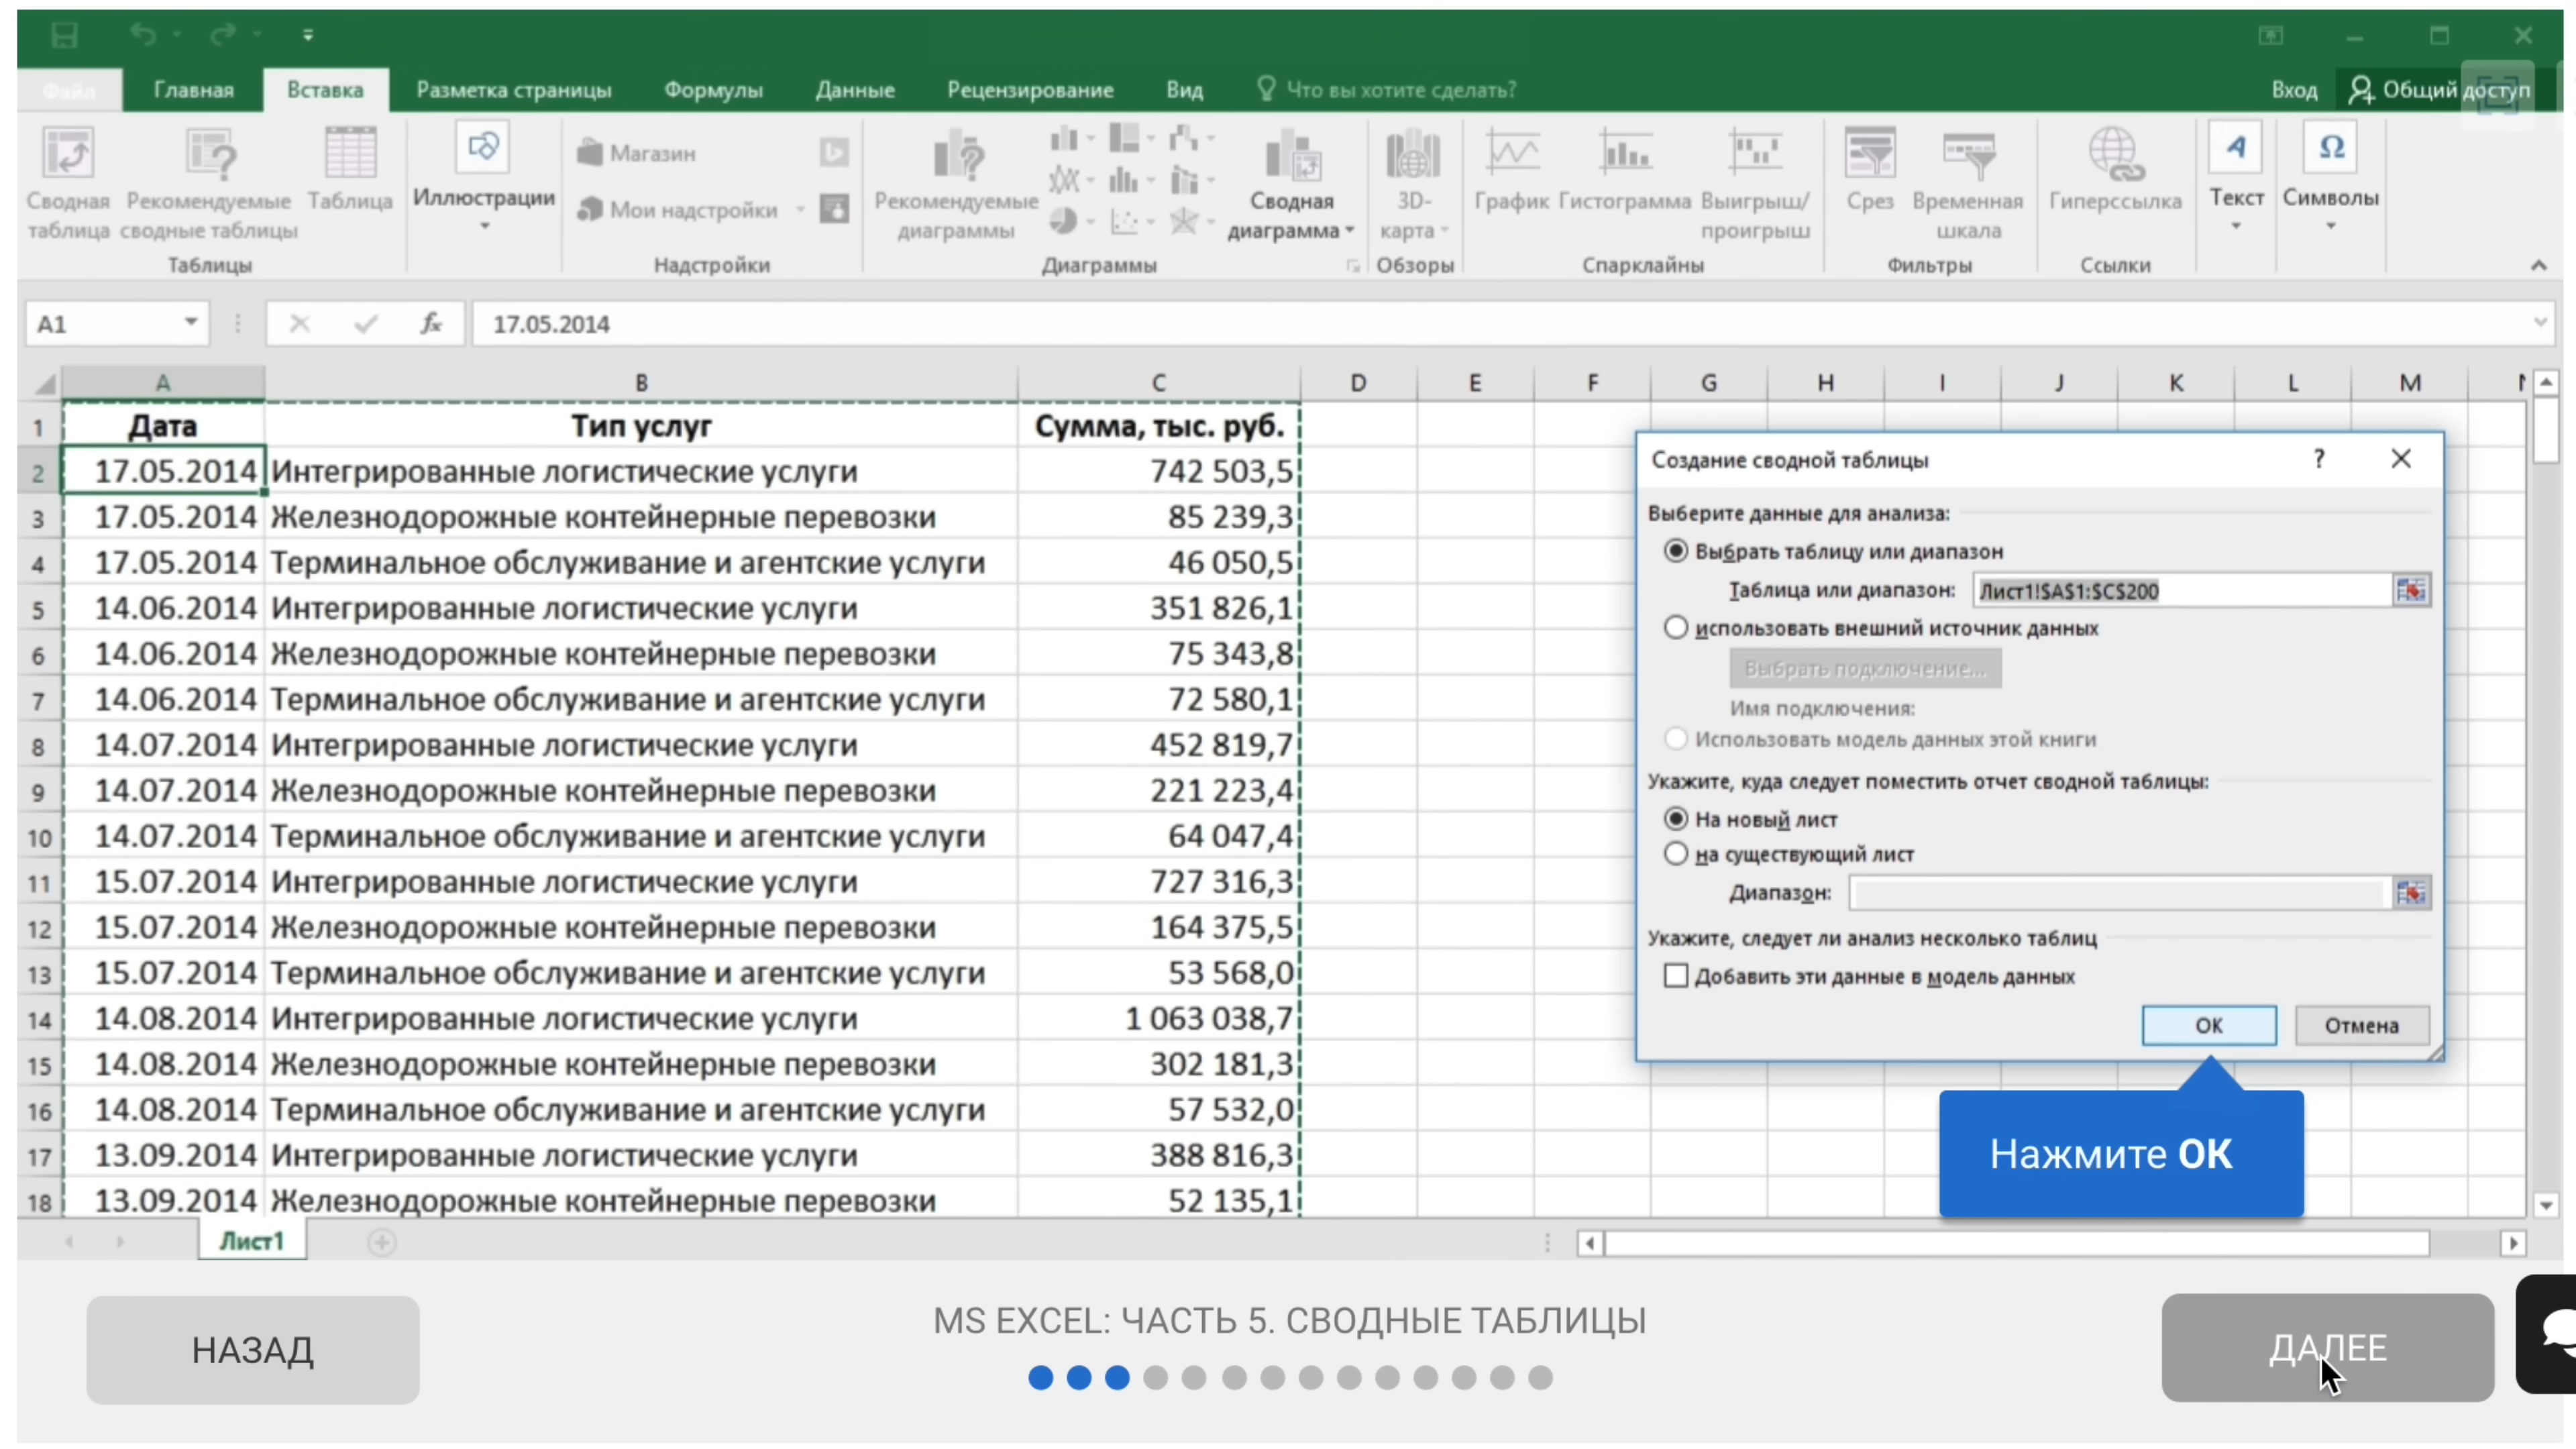 Файл Главная Вставка Разметка страницы Формулы Данные Рецензирование Вид Что вы хотите сделать? Вход Общий доступ
Сводная таблица
Рекомендуемые сводные таблицы
Таблица
Таблицы
Иллюстрации
Магазин
Мои надстройки
Надстройки
Рекомендуемые диаграммы
Сводная диаграмма
Диаграммы
3D-карта
Обзоры
График Гистограмма Выигрыш/проигрыш
Спарклайны
Срез Временная шкала
Фильтры
Гиперссылка
Ссылки
Текст
Символы
A1 fx 17.05.2014
A B C D E F G H I J K L M
1 Дата Тип услуг Сумма, тыс. руб.
2 17.05.2014 Интегрированные логистические услуги 742 503,5
3 17.05.2014 Железнодорожные контейнерные перевозки 85 239,3
4 17.05.2014 Терминальное обслуживание и агентские услуги 46 050,5
5 14.06.2014 Интегрированные логистические услуги 351 826,1
6 14.06.2014 Железнодорожные контейнерные перевозки 75 343,8
7 14.06.2014 Терминальное обслуживание и агентские услуги 72 580,1
8 14.07.2014 Интегрированные логистические услуги 452 819,7
9 14.07.2014 Железнодорожные контейнерные перевозки 221 223,4
10 14.07.2014 Терминальное обслуживание и агентские услуги 64 047,4
11 15.07.2014 Интегрированные логистические услуги 727 316,3
12 15.07.2014 Железнодорожные контейнерные перевозки 164 375,5
13 15.07.2014 Терминальное обслуживание и агентские услуги 53 568,0
14 14.08.2014 Интегрированные логистические услуги 1 063 038,7
15 14.08.2014 Железнодорожные контейнерные перевозки 302 181,3
16 14.08.2014 Терминальное обслуживание и агентские услуги 57 532,0
17 13.09.2014 Интегрированные логистические услуги 388 816,3
18 13.09.2014 Железнодорожные контейнерные перевозки 52 135,1
Создание сводной таблицы ?
Выберите данные для анализа:
Выбрать таблицу или диапазон
Таблица или диапазон: Лист1!$A$1:$C$200
использовать внешний источник данных
Выбрать подключение...
Имя подключения:
Использовать модель данных этой книги
Укажите, куда следует поместить отчет сводной таблицы:
На новый лист
на существующий лист
Диапазон:
Укажите, следует ли анализ несколько таблиц
Добавить эти данные в модель данных
ОК Отмена
Нажмите ОК
Лист1
НАЗАД
MS EXCEL: ЧАСТЬ 5. СВОДНЫЕ ТАБЛИЦЫ
ДАЛЕЕ